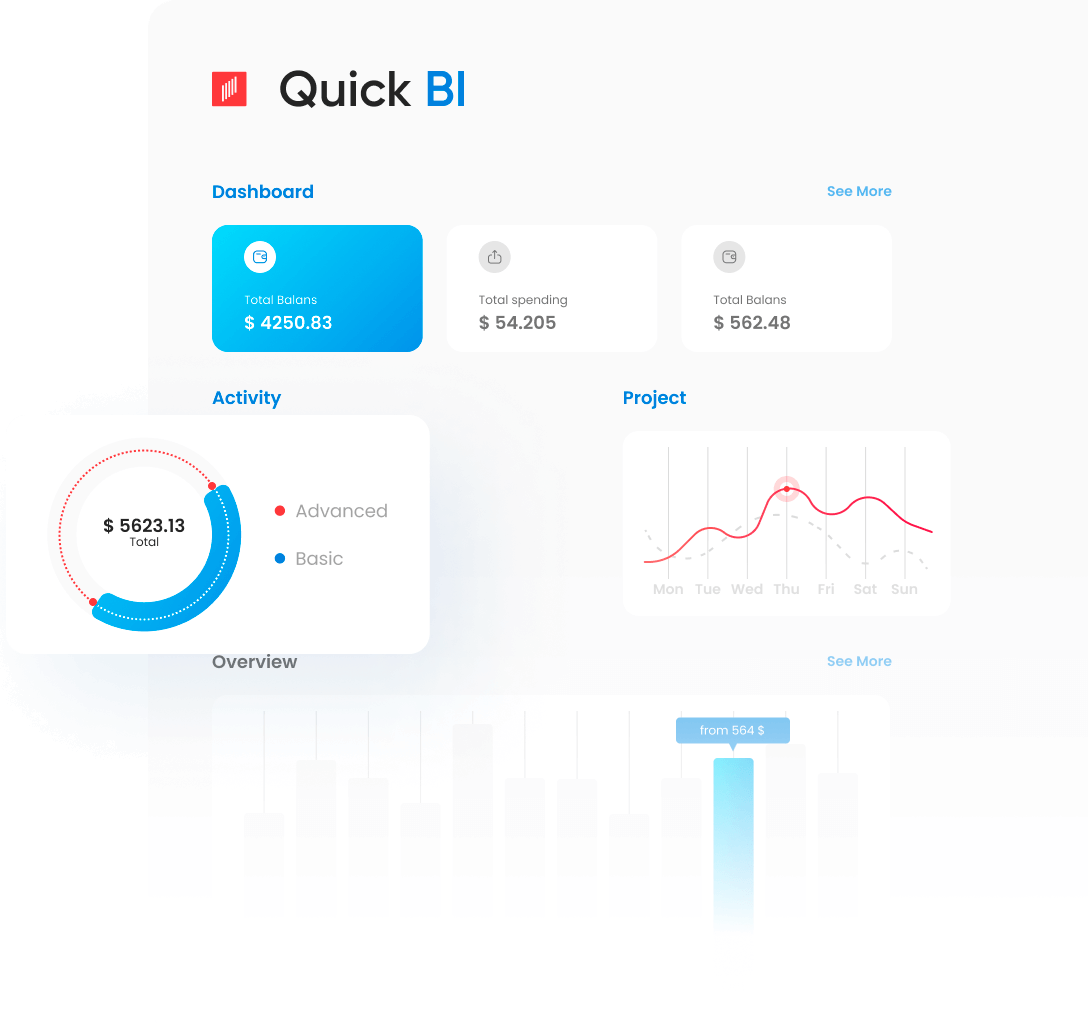 Quick BI
Dashboard
See More
Total Balans
$ 4250.83
Total spending
$ 54.205
Total Balans
$ 562.48
Activity
Project
$ 5623.13
Total
Advanced
Basic
Mon Tue Wed Thu Fri Sat Sun
Overview
See More
from 564 $